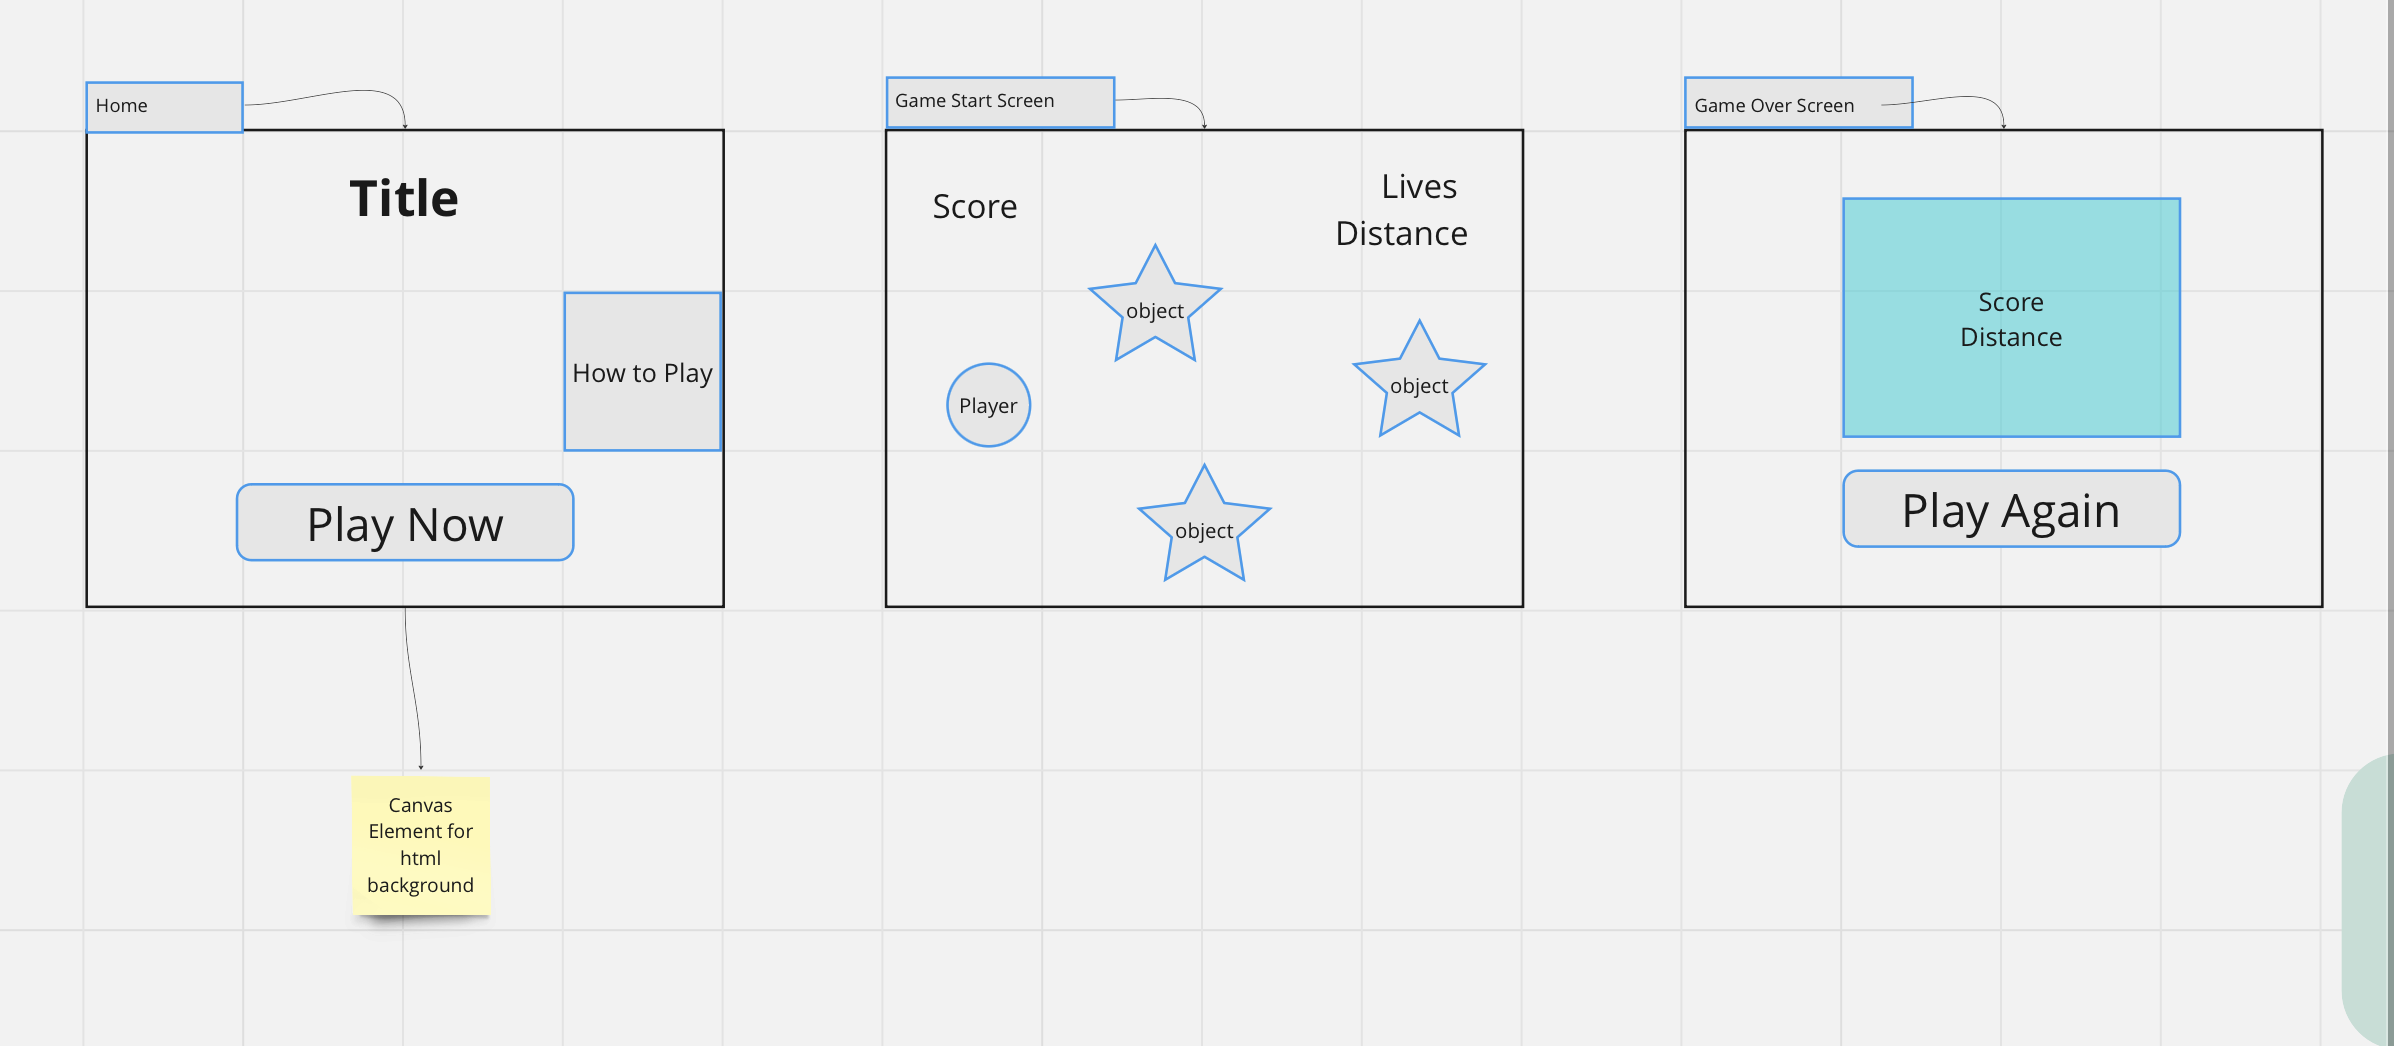 Home
Title
How to Play
Play Now
Canvas
Element for
html
background
Game Start Screen
Score
Lives
Distance
object
object
Player
object
Game Over Screen
Score
Distance
Play Again